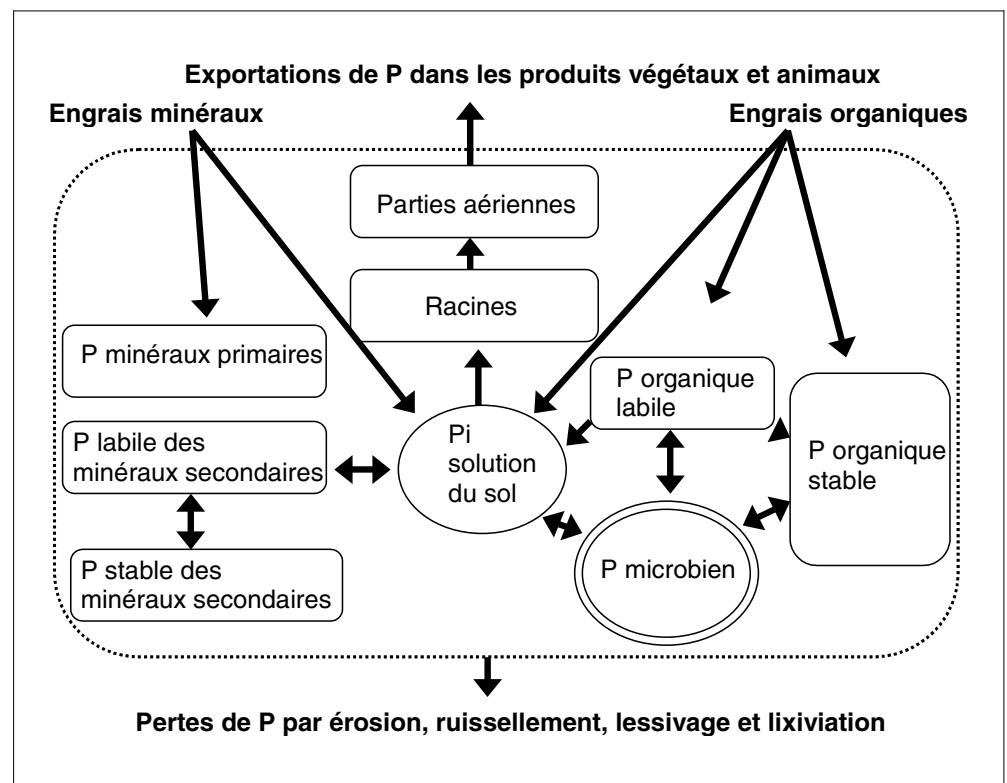 Exportations de P dans les produits végétaux et animaux
Engrais minéraux
Engrais organiques
Parties aériennes
Racines
P minéraux primaires
P organique
labile
P labile des
minéraux secondaires
Pi
solution
du sol
P organique
stable
P stable des
minéraux secondaires
P microbien
Pertes de P par érosion, ruissellement, lessivage et lixiviation